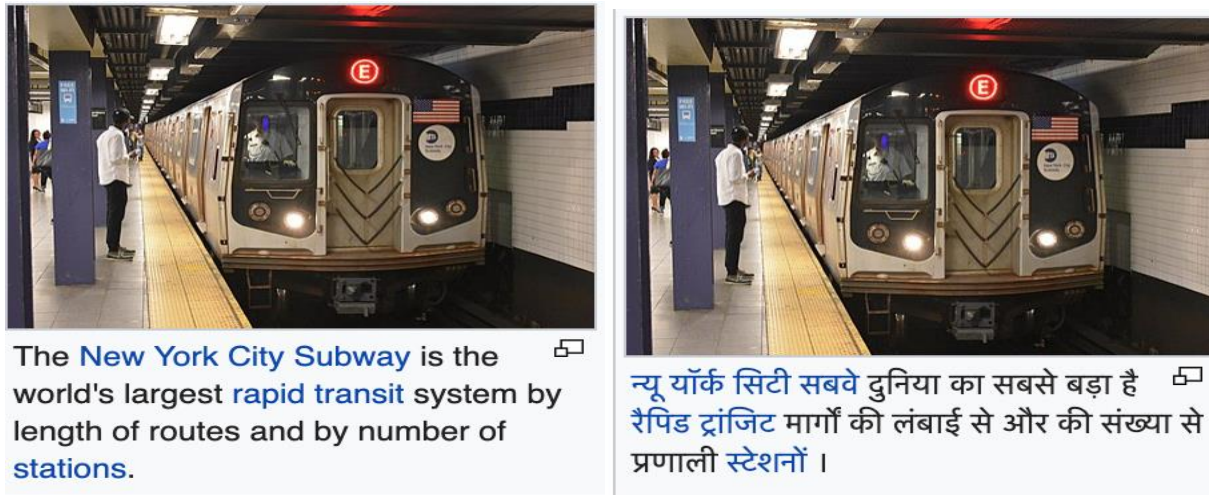 E
The New York City Subway is the
world's largest rapid transit system by
length of routes and by number of
stations.
E
न्यू यॉर्क सिटी सबवे दुनिया का सबसे बड़ा है
रैपिड ट्रांजिट मार्गों की लंबाई से और की संख्या से
प्रणाली स्टेशनों ।